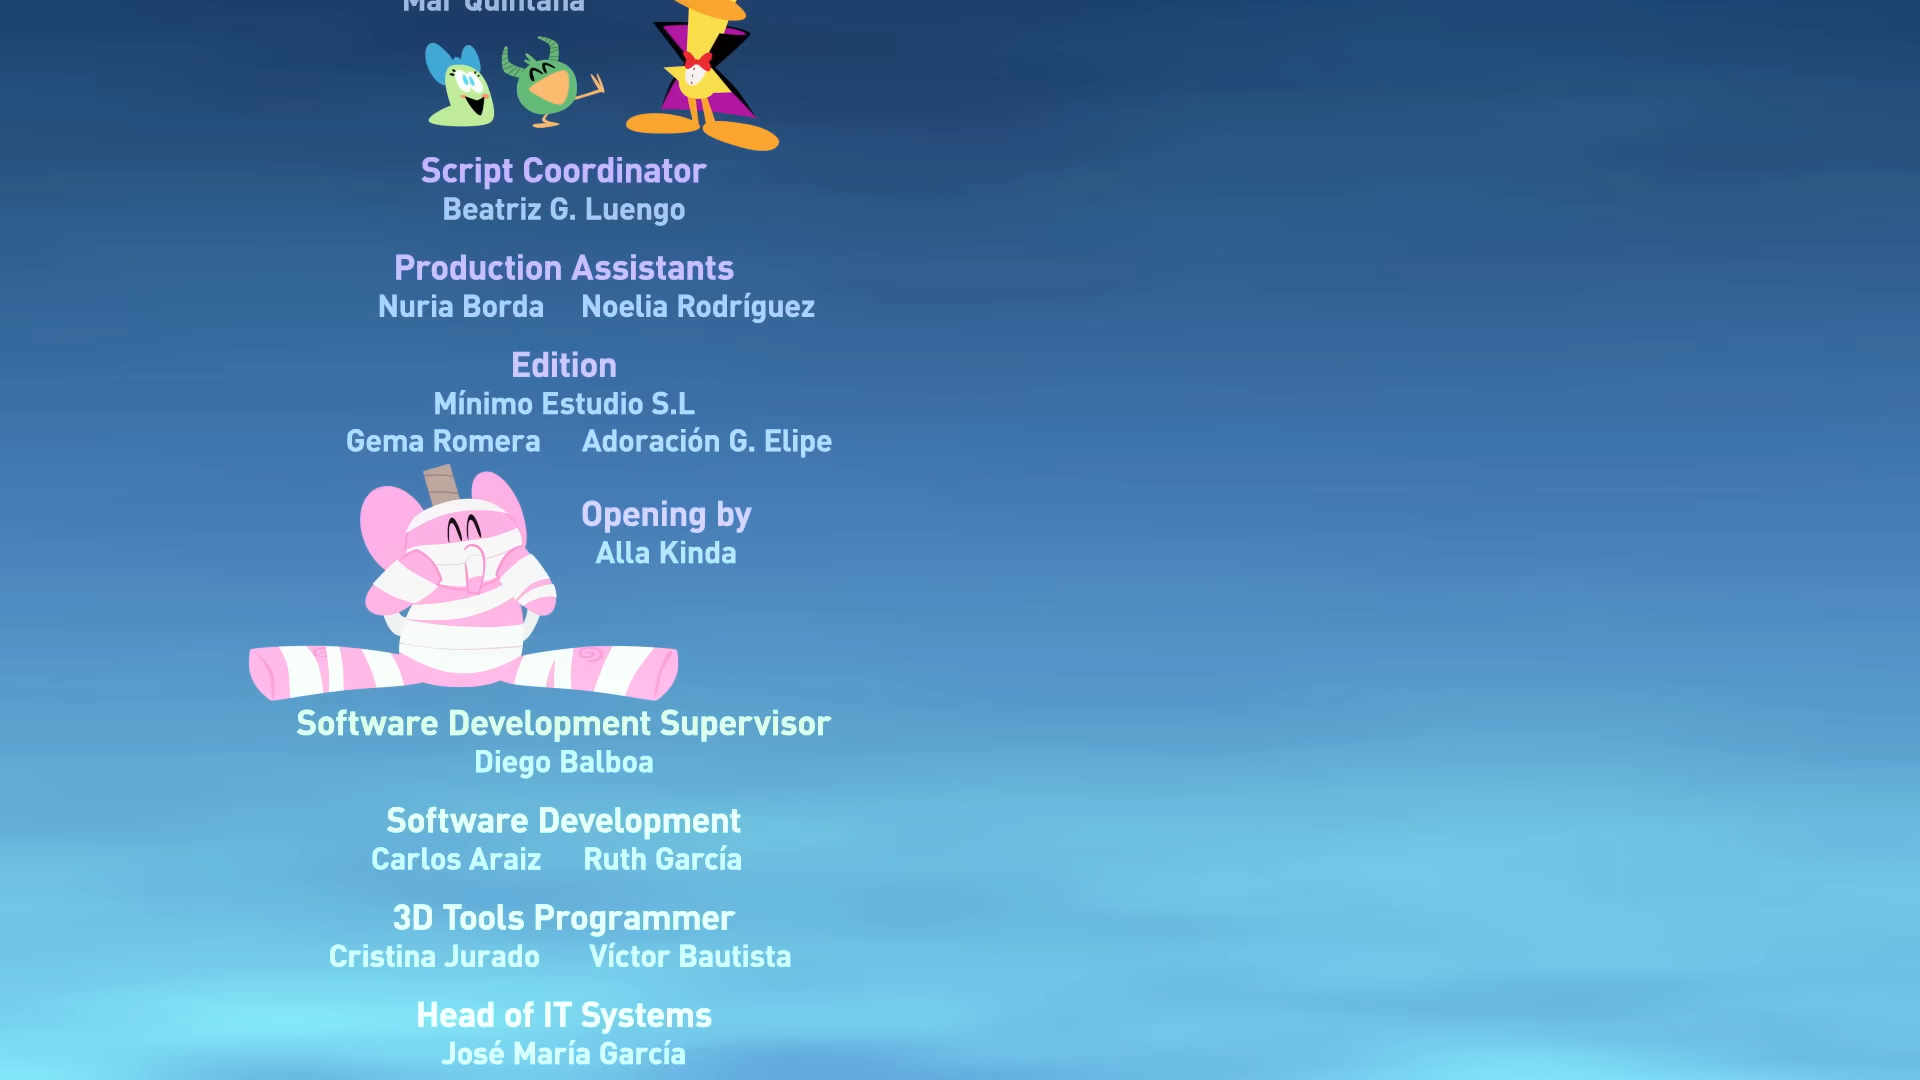 Mar Quintana
Script Coordinator
Beatriz G. Luengo
Production Assistants
Nuria Borda Noelia Rodríguez
Edition
Mínimo Estudio S.L
Gema Romera Adoración G. Elipe
Opening by
Alla Kinda
Software Development Supervisor
Diego Balboa
Software Development
Carlos Araiz Ruth García
3D Tools Programmer
Cristina Jurado Víctor Bautista
Head of IT Systems
José María García